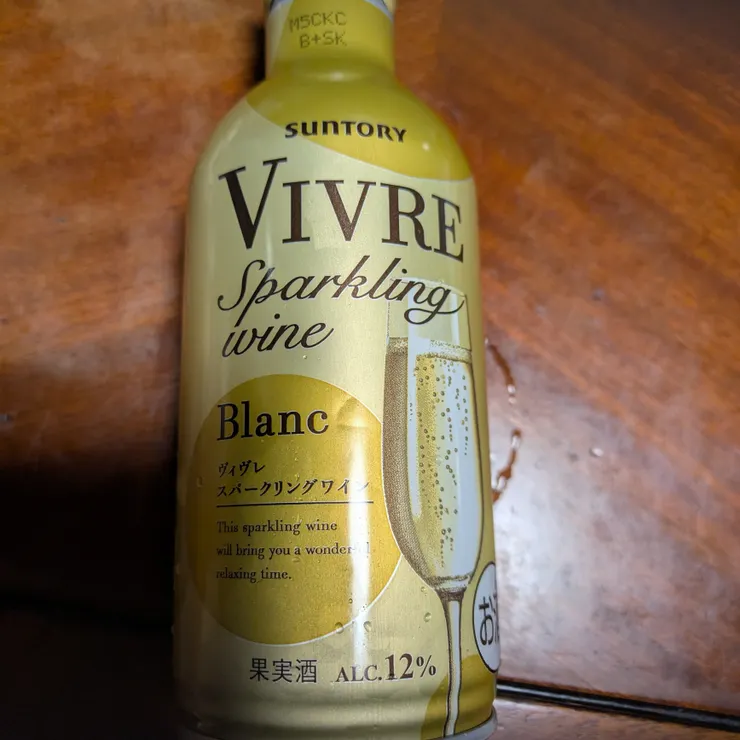 M5CKC
B+SK
SUNTORY
VIVRE
Sparkling
wine
Blanc
ヴィヴレ
スパークリングワイン
This sparkling wine
will bring you a
relaxing time.
果実酒 ALC.12%
お